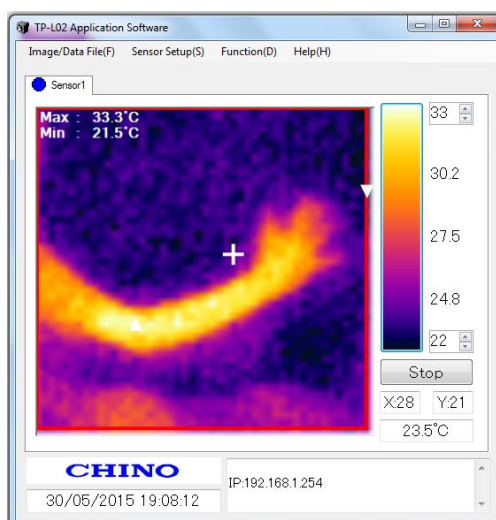 TP-L02 Application Software
Image/Data File(F) Sensor Setup(S) Function(D) Help(H)
Sensor1
Max : 33.3°C
Min : 21.5°C
33
30.2
27.5
24.8
22
Stop
X:28 Y:21
23.5°C
CHINO
IP:192.168.1.254
30/05/2015 19:08:12